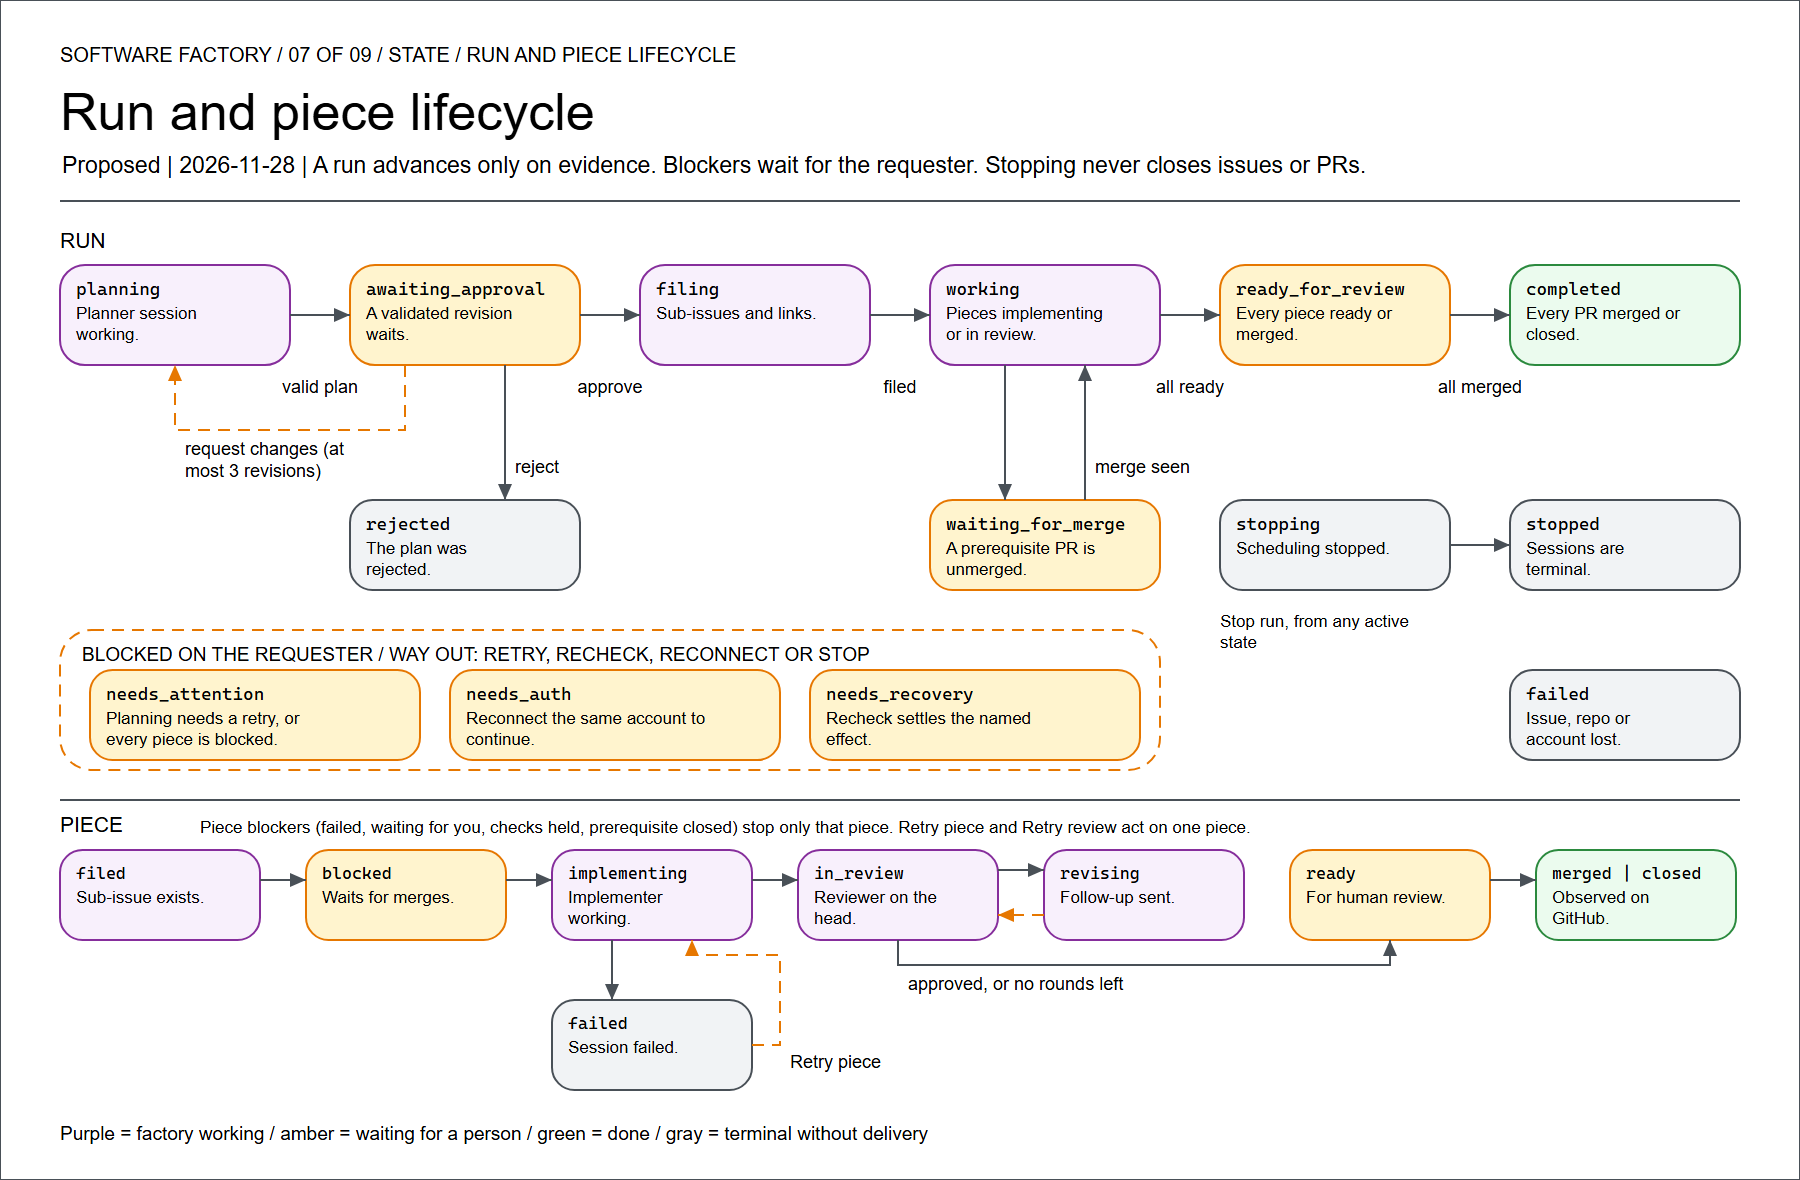 SOFTWARE FACTORY / 07 OF 09 / STATE / RUN AND PIECE LIFECYCLE
Run and piece lifecycle
Proposed | 2026-11-28 | A run advances only on evidence. Blockers wait for the requester. Stopping never closes issues or PRs.
RUN
planning
Planner session
working.
awaiting_approval
A validated revision
waits.
filing
Sub-issues and links.
working
Pieces implementing
or in review.
ready_for_review
Every piece ready or
merged.
completed
Every PR merged or
closed.
valid plan
approve
filed
all ready
all merged
request changes (at
most 3 revisions)
reject
merge seen
rejected
The plan was
rejected.
waiting_for_merge
A prerequisite PR is
unmerged.
stopping
Scheduling stopped.
stopped
Sessions are
terminal.
Stop run, from any active
state
BLOCKED ON THE REQUESTER / WAY OUT: RETRY, RECHECK, RECONNECT OR STOP
needs_attention
Planning needs a retry, or
every piece is blocked.
needs_auth
Reconnect the same account to
continue.
needs_recovery
Recheck settles the named
effect.
failed
Issue, repo or
account lost.
PIECE
Piece blockers (failed, waiting for you, checks held, prerequisite closed) stop only that piece. Retry piece and Retry review act on one piece.
filed
Sub-issue exists.
blocked
Waits for merges.
implementing
Implementer
working.
in_review
Reviewer on the
head.
revising
Follow-up sent.
ready
For human review.
merged | closed
Observed on
GitHub.
approved, or no rounds left
failed
Session failed.
Retry piece
Purple = factory working / amber = waiting for a person / green = done / gray = terminal without delivery